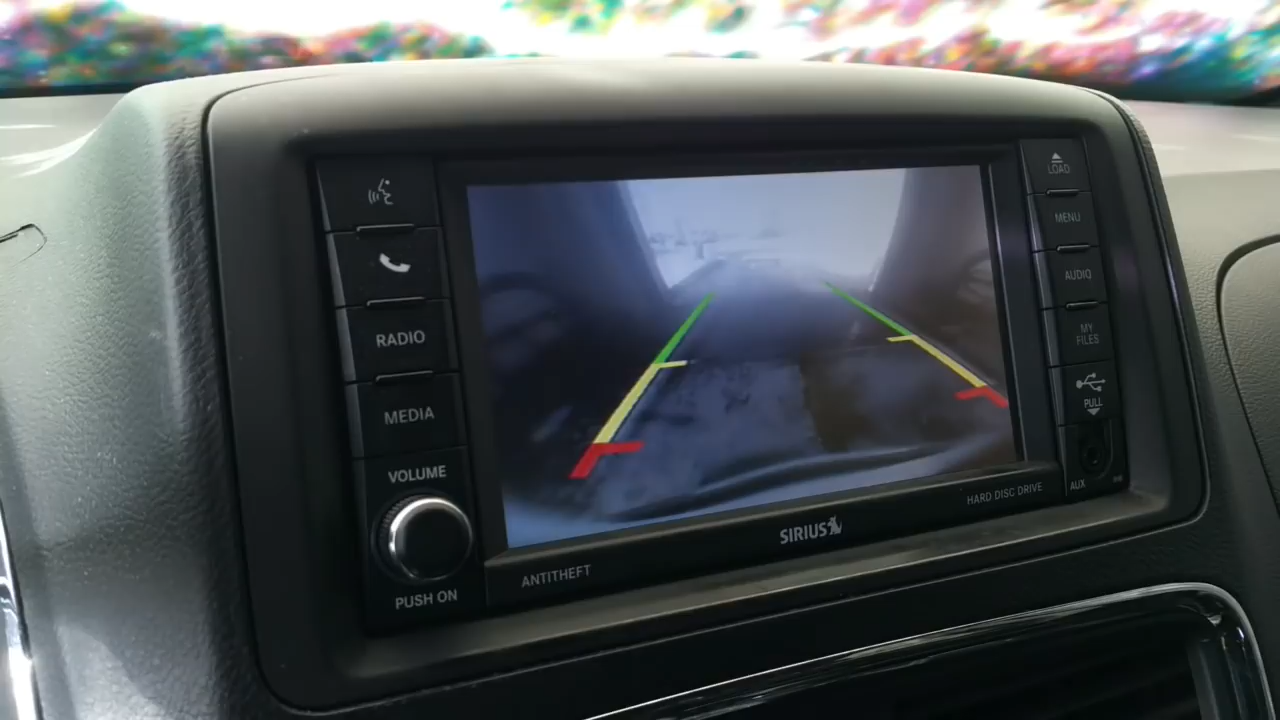 RADIO
MEDIA
VOLUME
PUSH ON
ANTITHEFT
SIRIUS
HARD DISC DRIVE
LOAD
MENU
AUDIO
MY
FILES
PULL
AUX